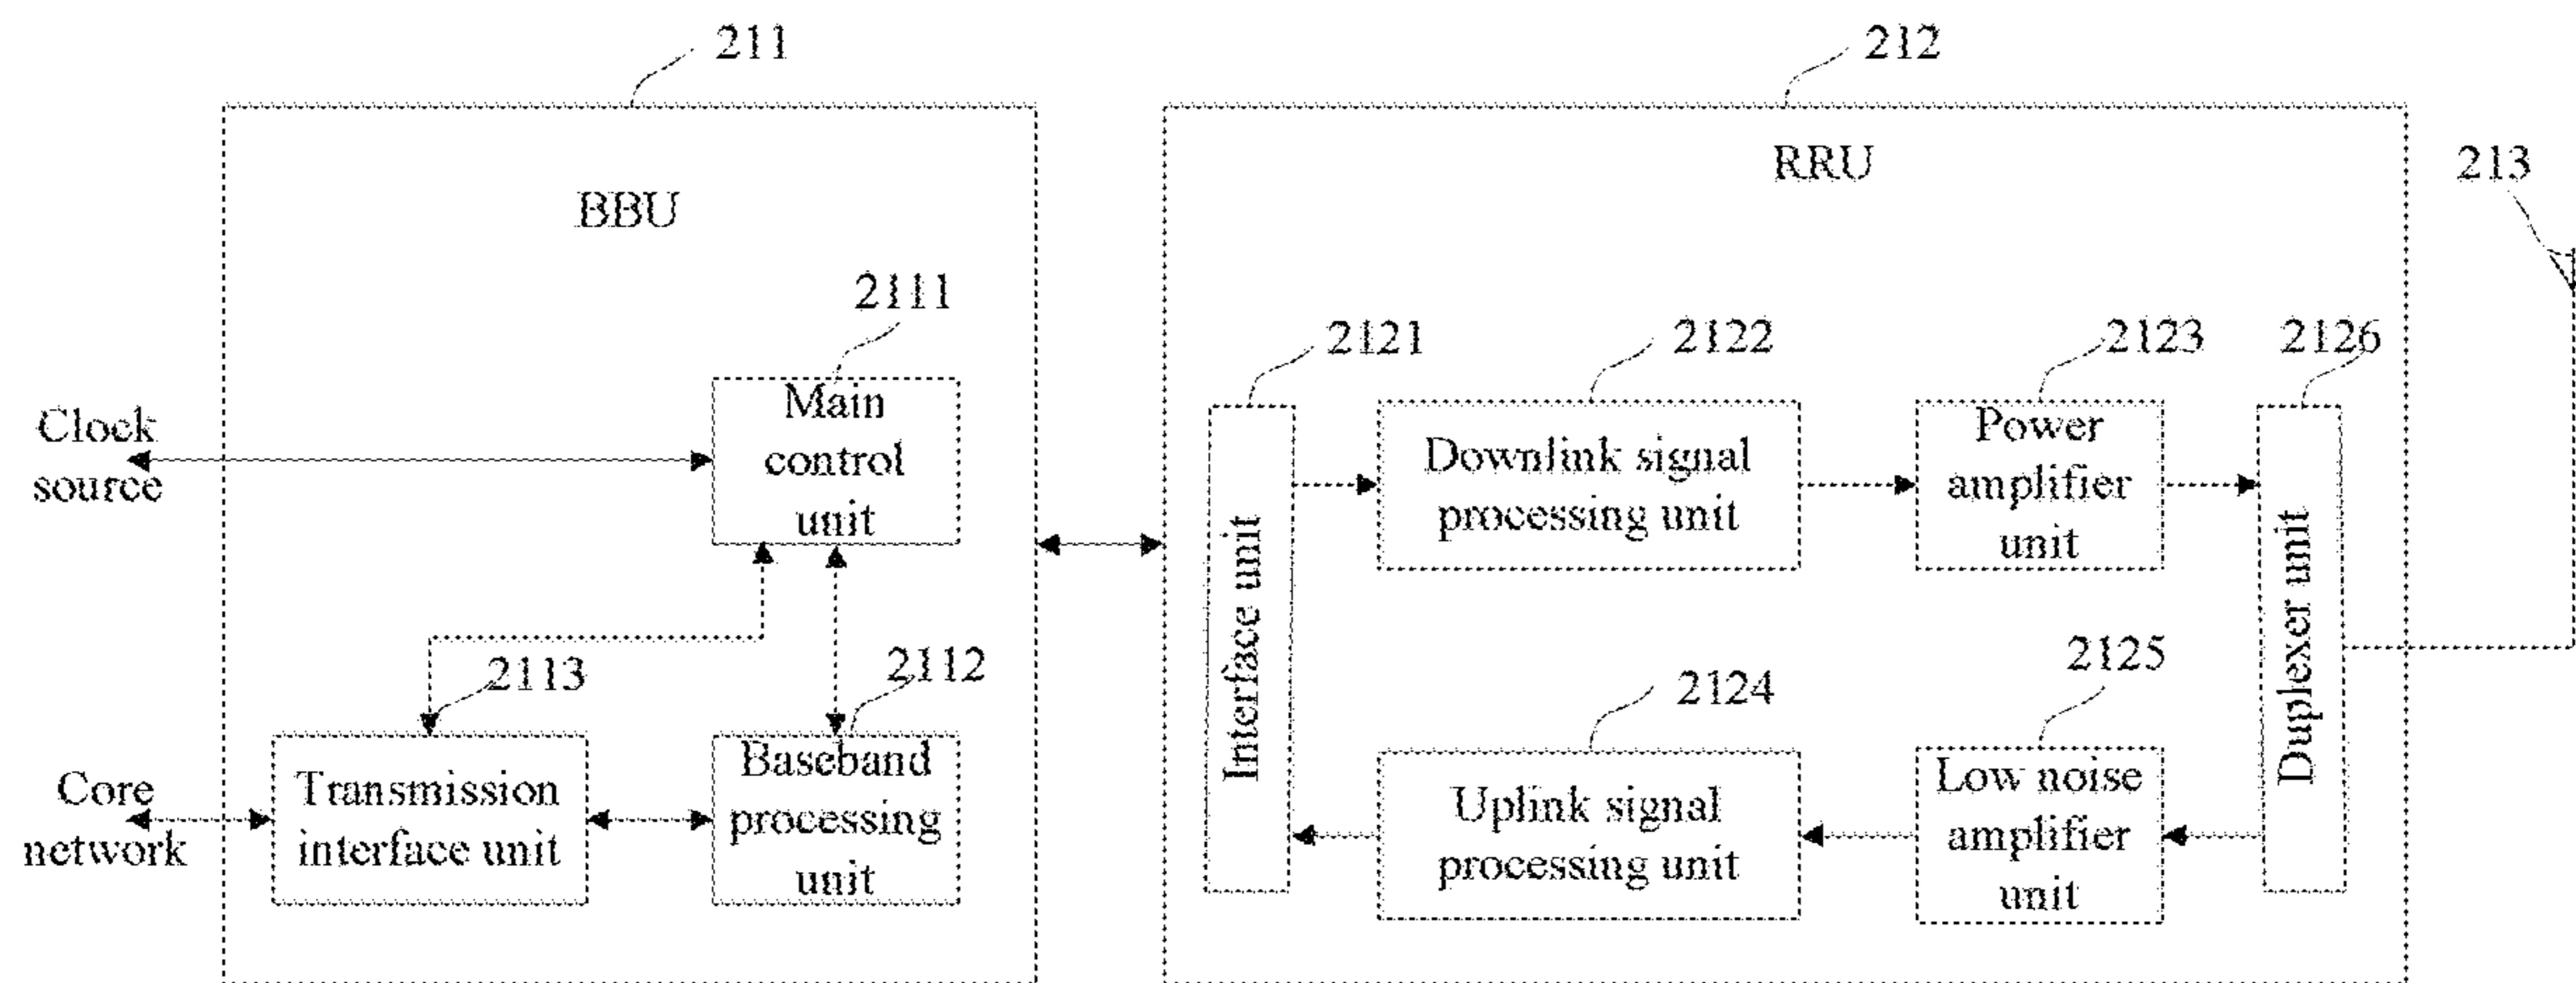 211
212
BBU
RRU
213
2111
2121
2122
2123
2126
Main
control
unit
Clock
source
Downlink signal
processing unit
Power
amplifier
unit
Interface unit
Duplexer unit
2113
2112
2124
2125
Core
network
Transmission
interface unit
Baseband
processing
unit
Uplink signal
processing unit
Low noise
amplifier
unit